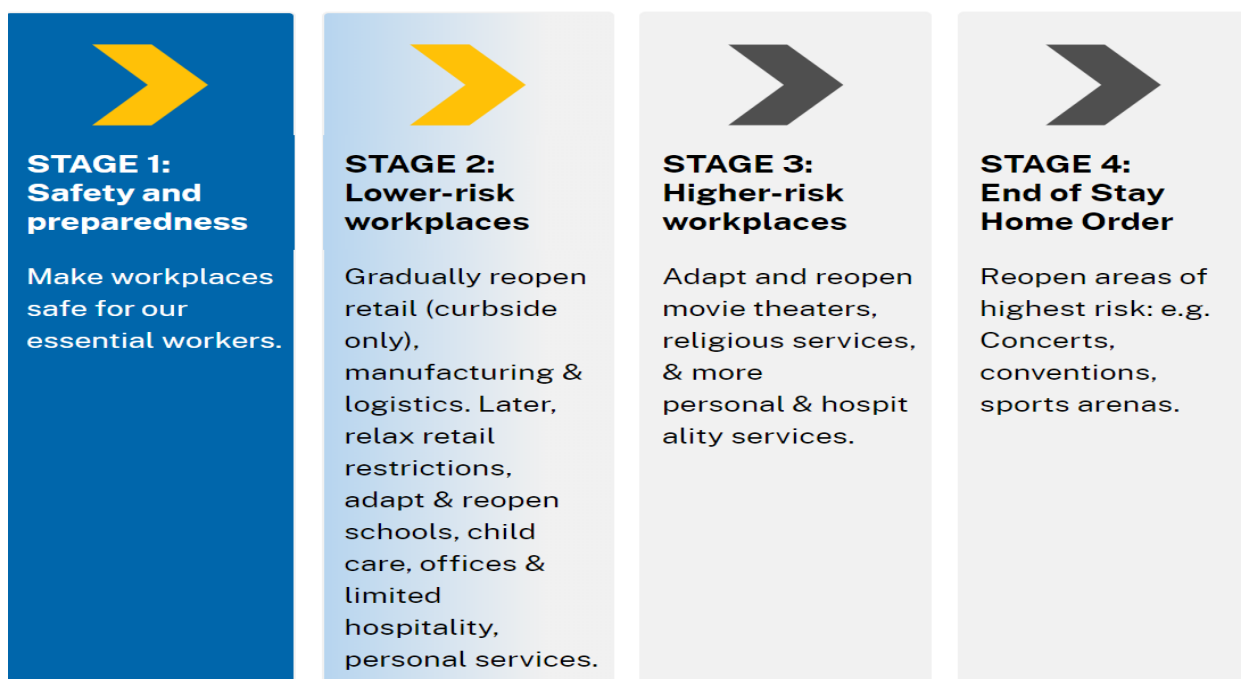 STAGE 1:
Safety and
preparedness
Make workplaces
safe for our
essential workers.
STAGE 2:
Lower-risk
workplaces
Gradually reopen
retail (curbside
only),
manufacturing &
logistics. Later,
relax retail
restrictions,
adapt & reopen
schools, child
care, offices &
limited
hospitality,
personal services.
STAGE 3:
Higher-risk
workplaces
Adapt and reopen
movie theaters,
religious services,
& more
personal & hospit
ality services.
STAGE 4:
End of Stay
Home Order
Reopen areas of
highest risk: e.g.
Concerts,
conventions,
sports arenas.